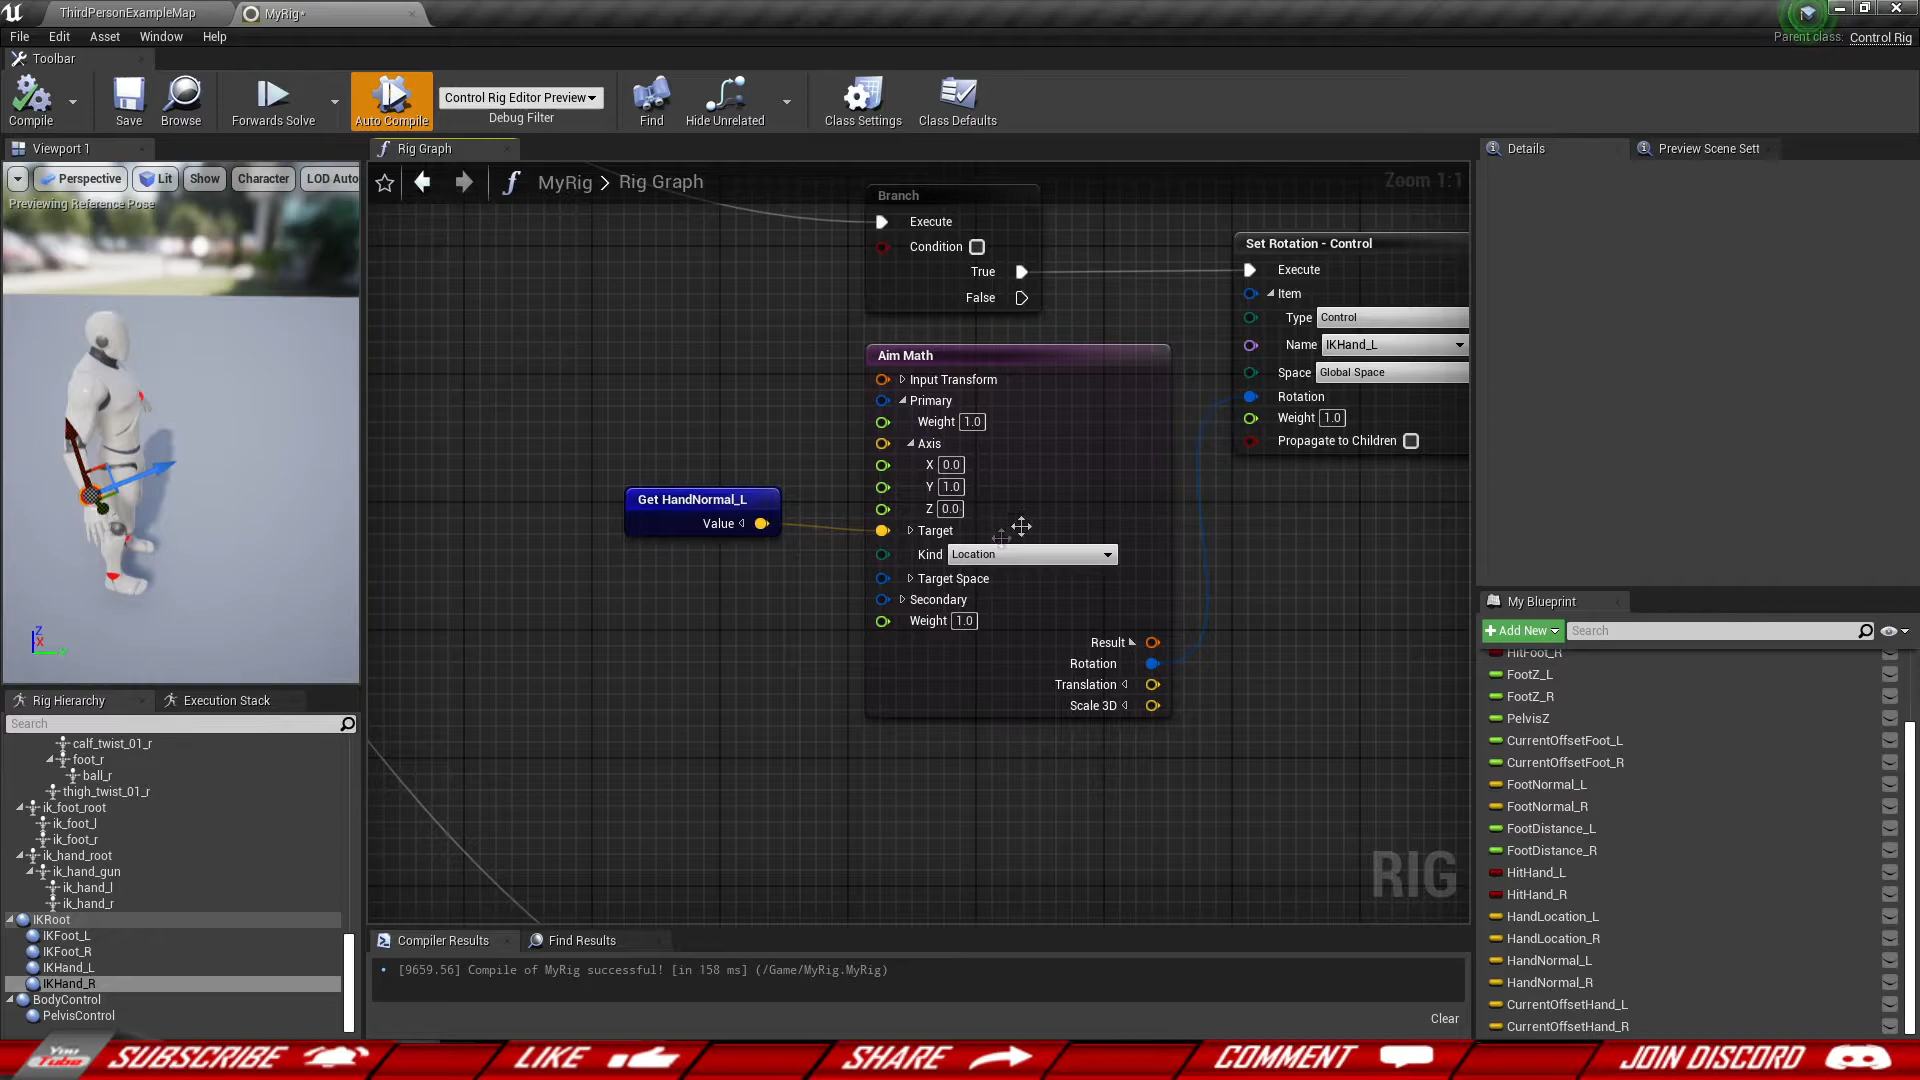 ThirdPersonExampleMap
MyRig*
File Edit Asset Window Help
Parent class: Control Rig
Toolbar
Compile
Save
Browse
Forwards Solve
Auto Compile
Control Rig Editor Preview
Debug Filter
Find
Hide Unrelated
Class Settings
Class Defaults
Viewport 1
Perspective
Lit
Show
Character
LOD Auto
Previewing Reference Pose
Z
X
Rig Graph
MyRig > Rig Graph
Zoom 1:1
Branch
Execute
Condition
True
False
Set Rotation - Control
Execute
Item
Type Control
Name IKHand_L
Space Global Space
Rotation
Weight 1.0
Propagate to Children
Aim Math
Input Transform
Primary
Weight 1.0
Axis
X 0.0
Y 1.0
Z 0.0
Target
Kind Location
Target Space
Secondary
Weight 1.0
Result
Rotation
Translation
Scale 3D
Get HandNormal_L
Value
RIG
Details
Preview Scene Sett
My Blueprint
Add New
Search
HitFoot_R
FootZ_L
FootZ_R
PelvisZ
CurrentOffsetFoot_L
CurrentOffsetFoot_R
FootNormal_L
FootNormal_R
FootDistance_L
FootDistance_R
HitHand_L
HitHand_R
HandLocation_L
HandLocation_R
HandNormal_L
HandNormal_R
CurrentOffsetHand_L
CurrentOffsetHand_R
Rig Hierarchy
Execution Stack
Search
calf_twist_01_r
foot_r
ball_r
thigh_twist_01_r
ik_foot_root
ik_foot_l
ik_foot_r
ik_hand_root
ik_hand_gun
ik_hand_l
ik_hand_r
IKRoot
IKFoot_L
IKFoot_R
IKHand_L
IKHand_R
BodyControl
PelvisControl
Compiler Results
Find Results
[9659.56] Compile of MyRig successful! [in 158 ms] (/Game/MyRig.MyRig)
Clear
You Tube
SUBSCRIBE
LIKE
SHARE
COMMENT
JOIN DISCORD